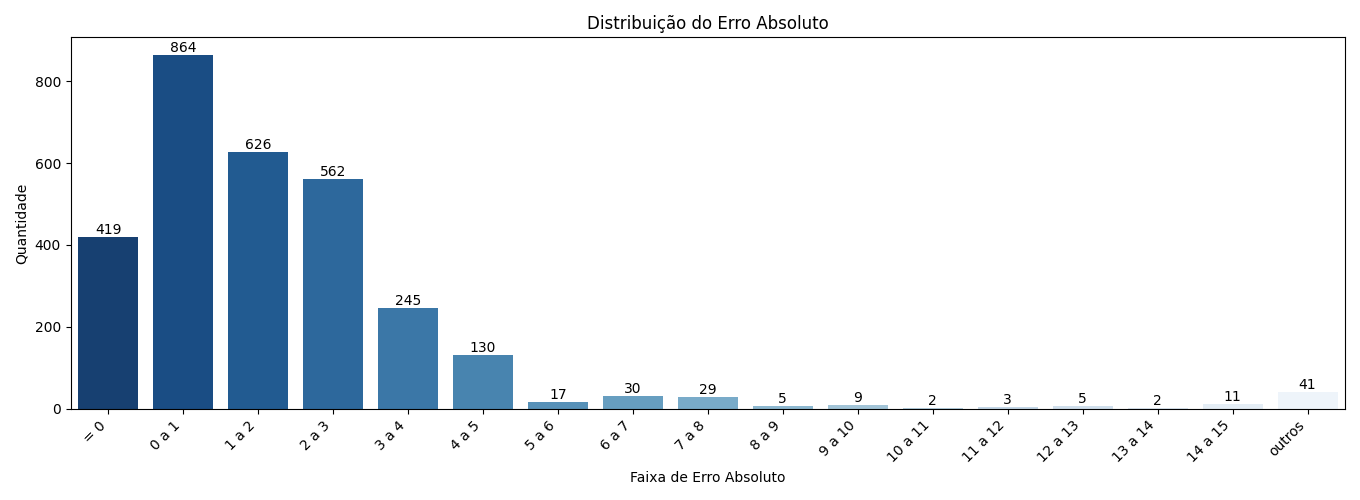 Distribuição do Erro Absoluto
Quantidade
800
600
400
200
0
419
864
626
562
245
130
17
30
29
5
9
2
3
5
2
11
41
= 0
0 a 1
1 a 2
2 a 3
3 a 4
4 a 5
5 a 6
6 a 7
7 a 8
8 a 9
9 a 10
10 a 11
11 a 12
12 a 13
13 a 14
14 a 15
outros
Faixa de Erro Absoluto